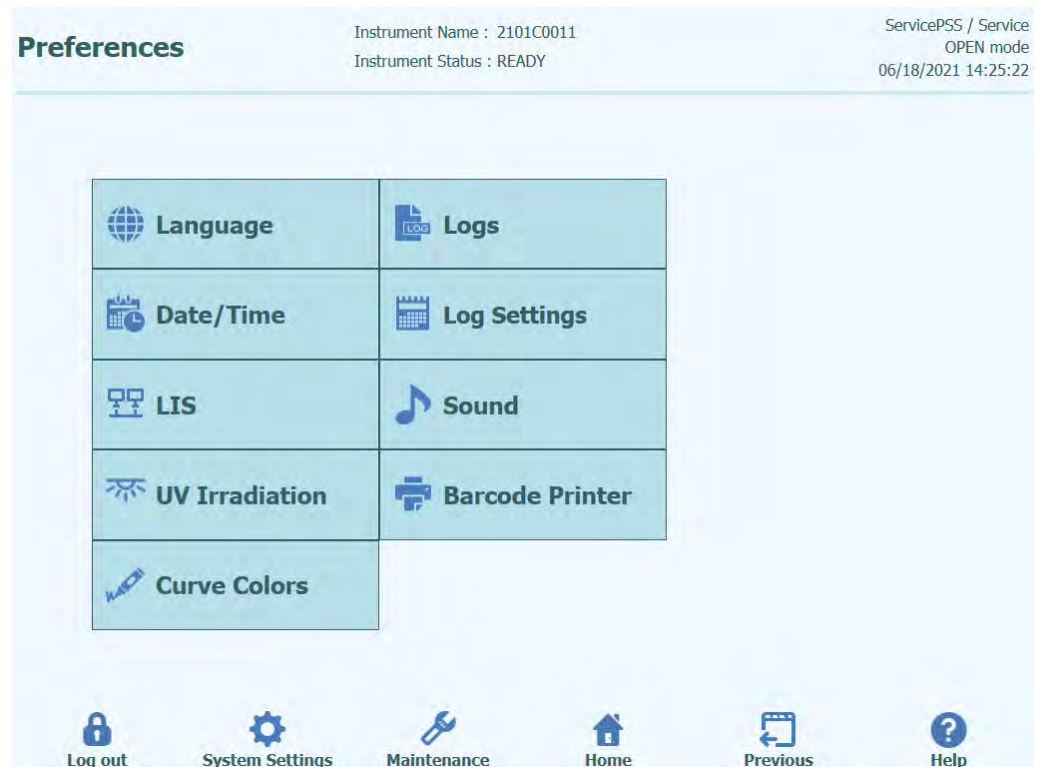 Preferences
Instrument Name : 2101C0011
Instrument Status : READY
ServicePSS / Service
OPEN mode
06/18/2021 14:25:22
Language
LOG
Logs
Date/Time
Log Settings
LIS
Sound
UV Irradiation
Barcode Printer
Curve Colors
Log out
System Settings
Maintenance
Home
Previous
Help